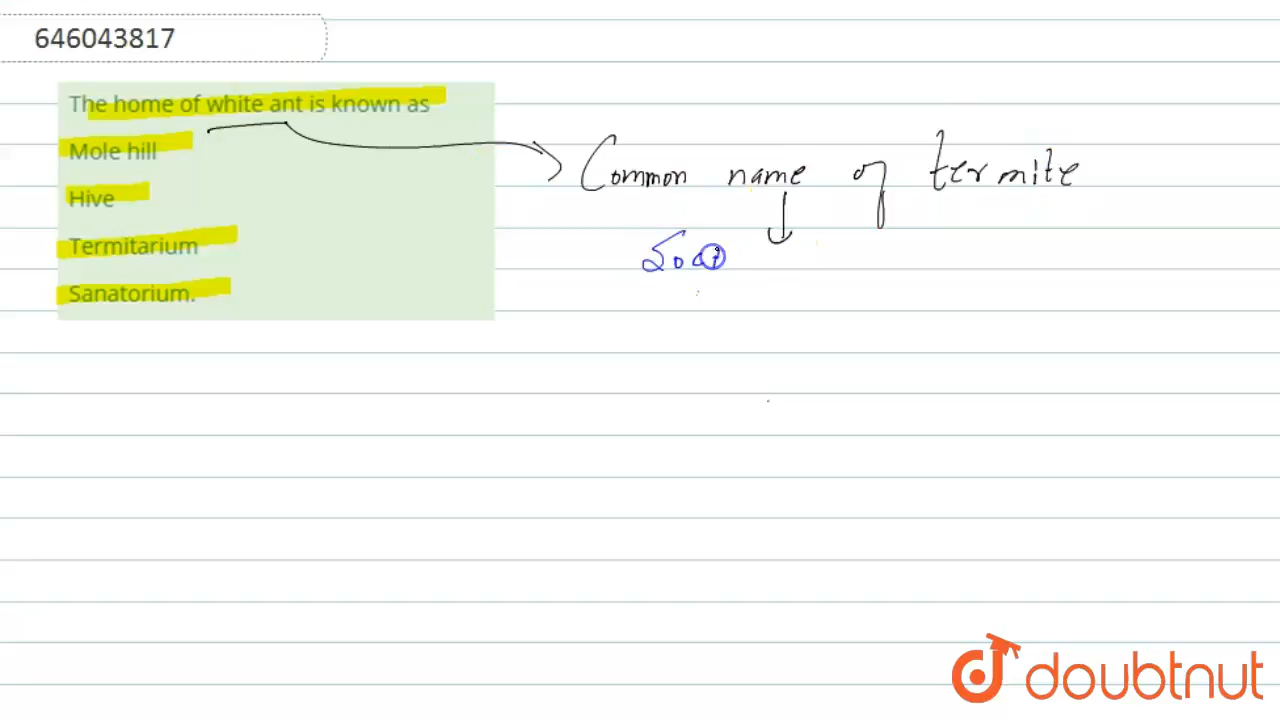 646043817
The home of white ant is known as
Mole hill
Hive
Termitarium
Sanatorium.
Common name of termite
Soci
doubtnut